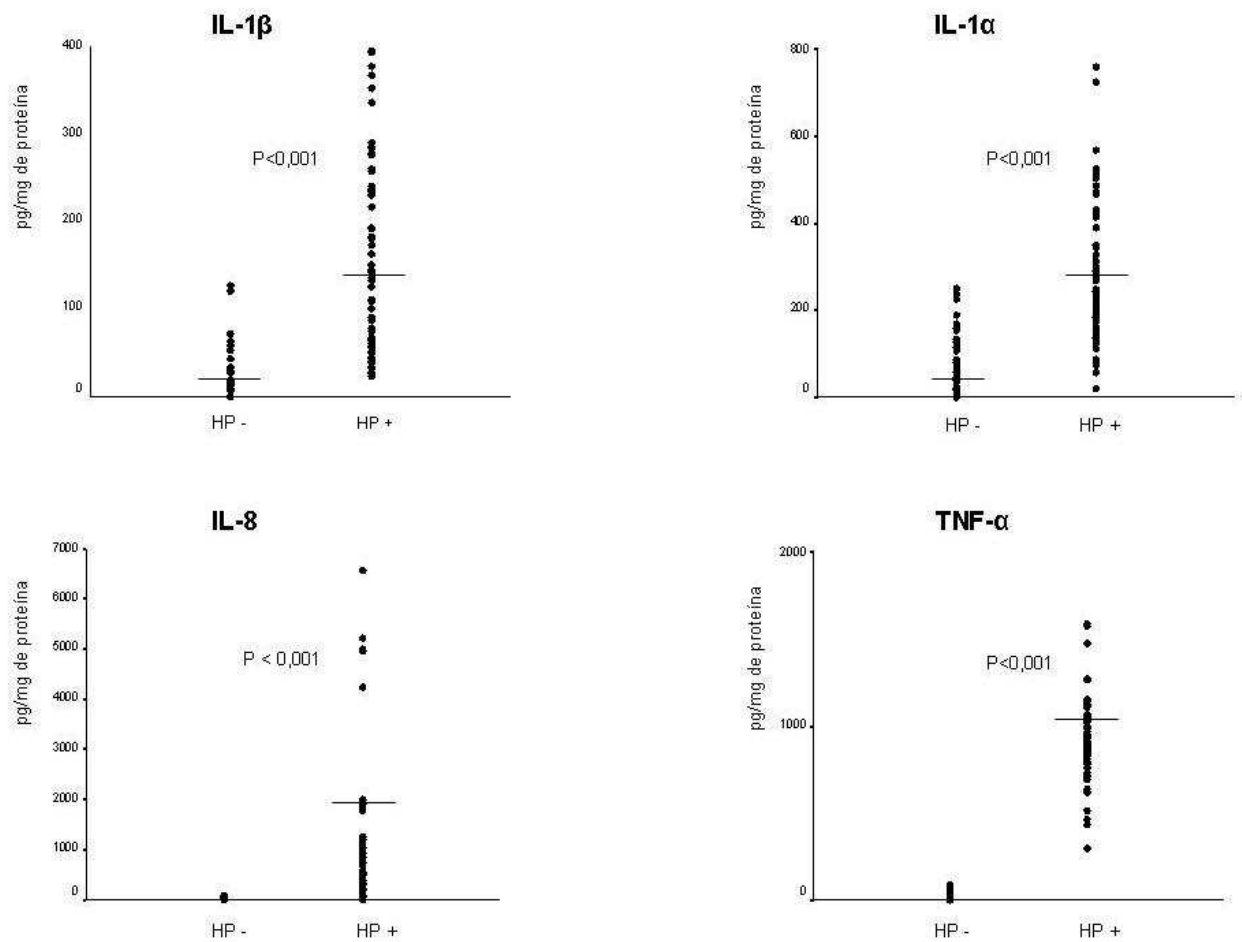 IL-1β
pg/mg de proteína
400
300
200
100
0
P<0,001
HP -
HP +
IL-1α
pg/mg de proteína
800
600
400
200
0
P<0,001
HP -
HP +
IL-8
pg/mg de proteína
7000
6000
5000
4000
3000
2000
1000
0
P < 0,001
HP -
HP +
TNF-α
pg/mg de proteína
2000
1000
0
P<0,001
HP -
HP +